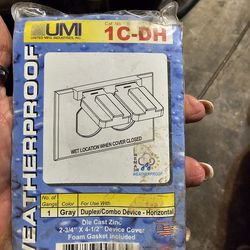 UMI
UNITED MFG INDUSTRIES, INC.
Cat. No.
1C-DH
WEATHERPROOF
WET LOCATION WHEN COVER CLOSED
WEATHERPROOF
No. of Gangs
Color
For Use With
1
Gray
Duplex/Combo Device - Horizontal
Die Cast Zinc
2-3/4" X 4-1/2" Device Cover
Foam Gasket included